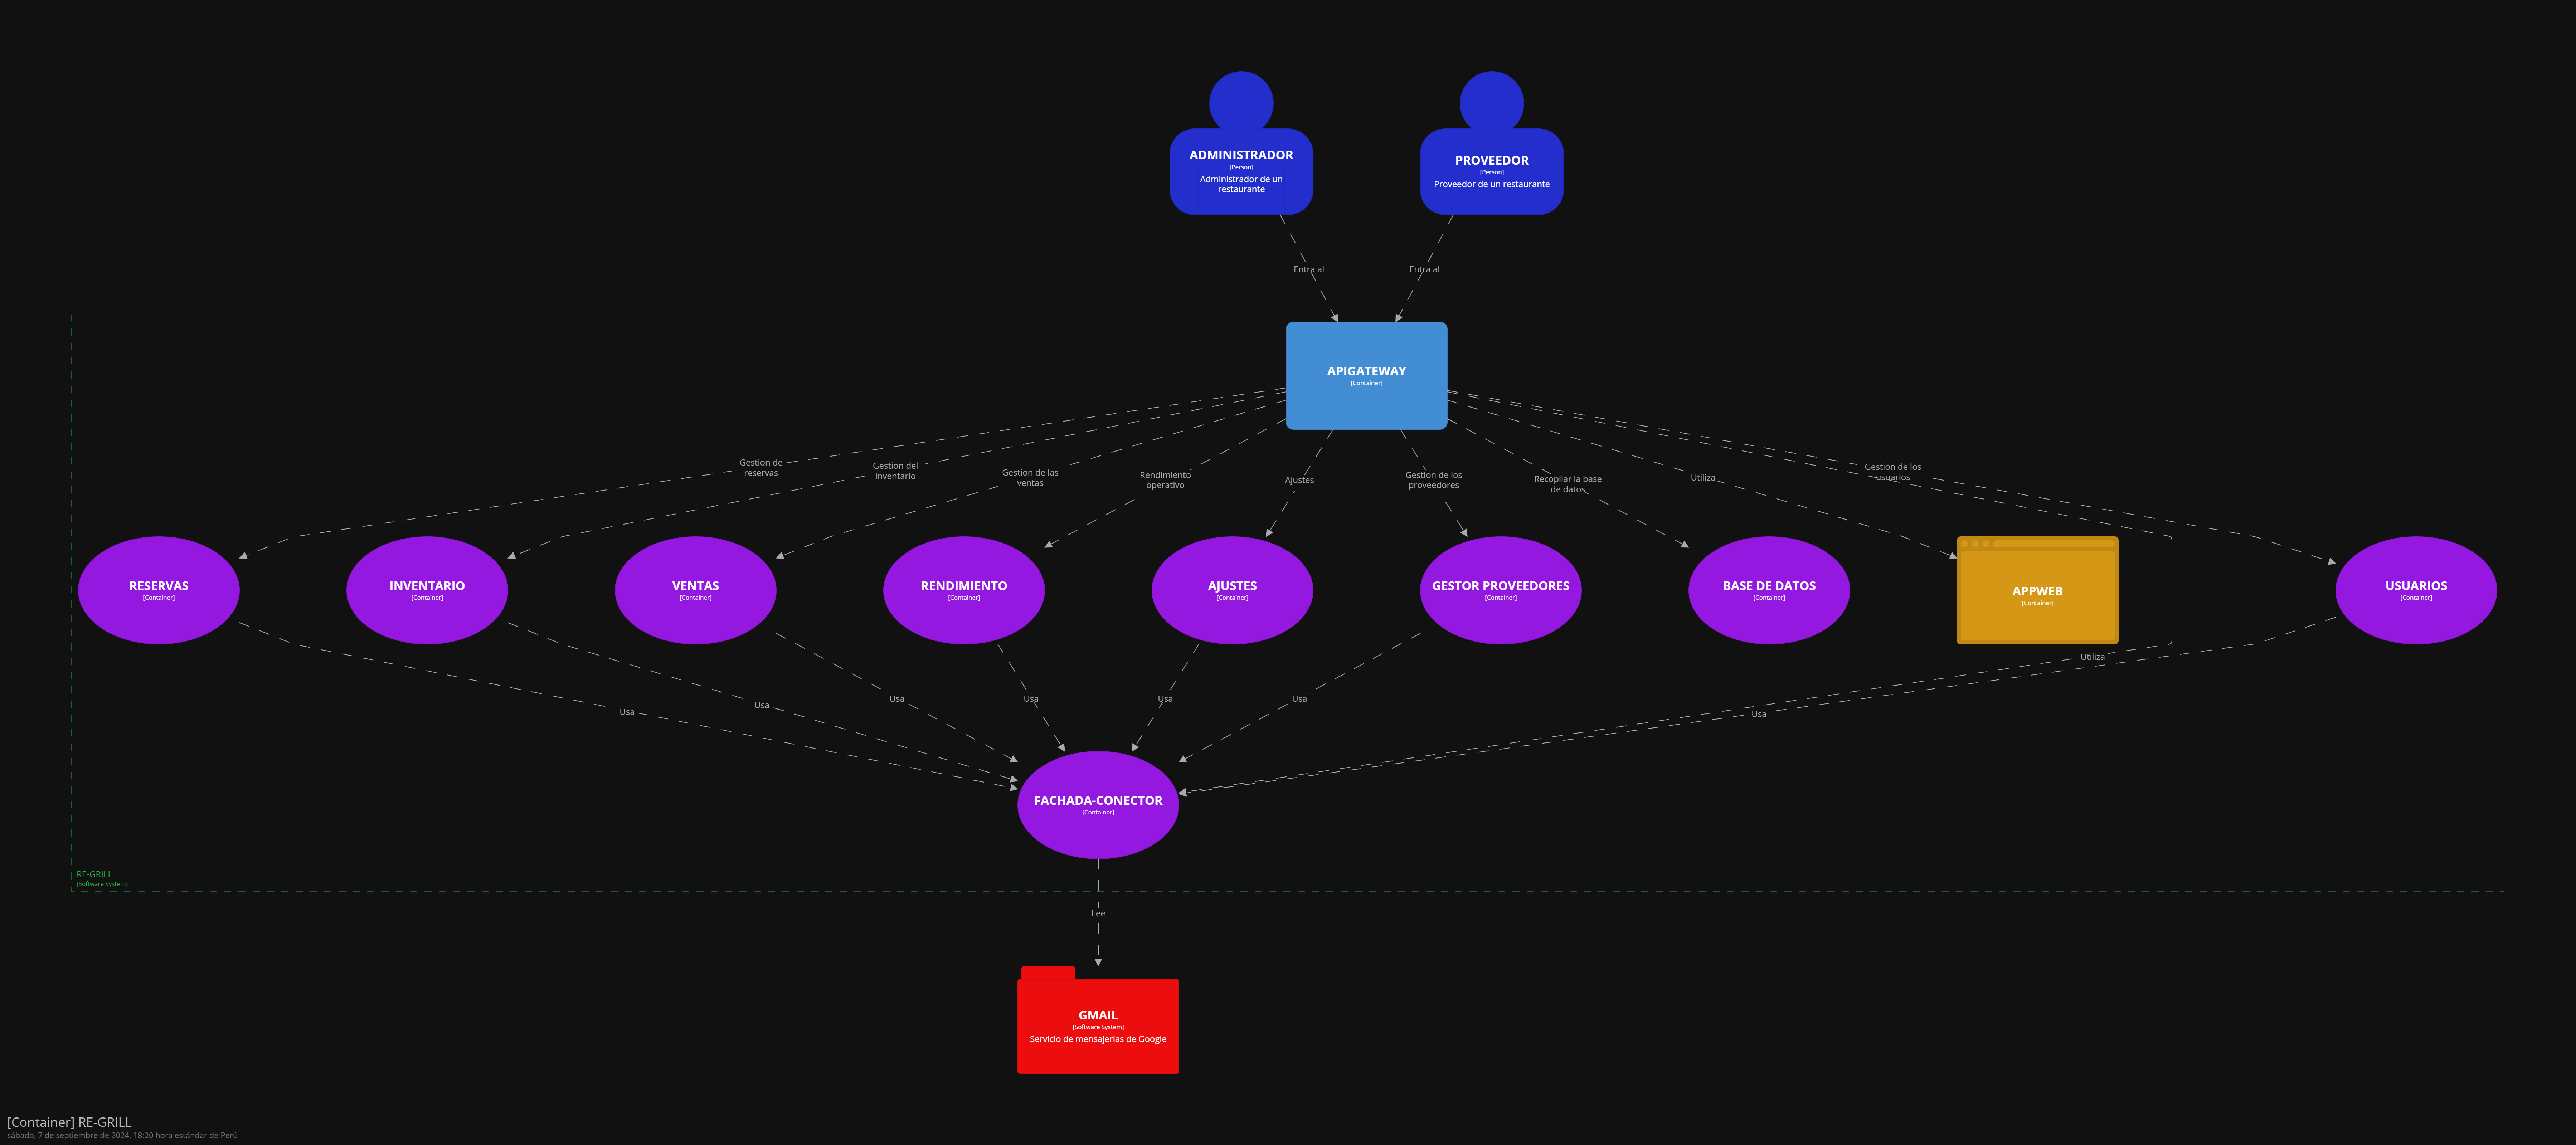 ADMINISTRADOR
[Person]
Administrador de un
restaurante
PROVEEDOR
[Person]
Proveedor de un restaurante
Entra al
Entra al
APIGATEWAY
[Container]
Gestion de
reservas
Gestion del
inventario
Gestion de las
ventas
Rendimiento
operativo
Ajustes
Gestion de los
proveedores
Recopilar la base
de datos
Utiliza
Gestion de los
usuarios
RESERVAS
[Container]
INVENTARIO
[Container]
VENTAS
[Container]
RENDIMIENTO
[Container]
AJUSTES
[Container]
GESTOR PROVEEDORES
[Container]
BASE DE DATOS
[Container]
APPWEB
[Container]
USUARIOS
[Container]
Usa
Usa
Usa
Usa
Usa
Usa
Usa
Utiliza
FACHADA-CONECTOR
[Container]
RE-GRILL
[Software System]
Lee
GMAIL
[Software System]
Servicio de mensajerias de Google
[Container] RE-GRILL
sábado, 7 de septiembre de 2024, 18:20 hora estándar de Perú